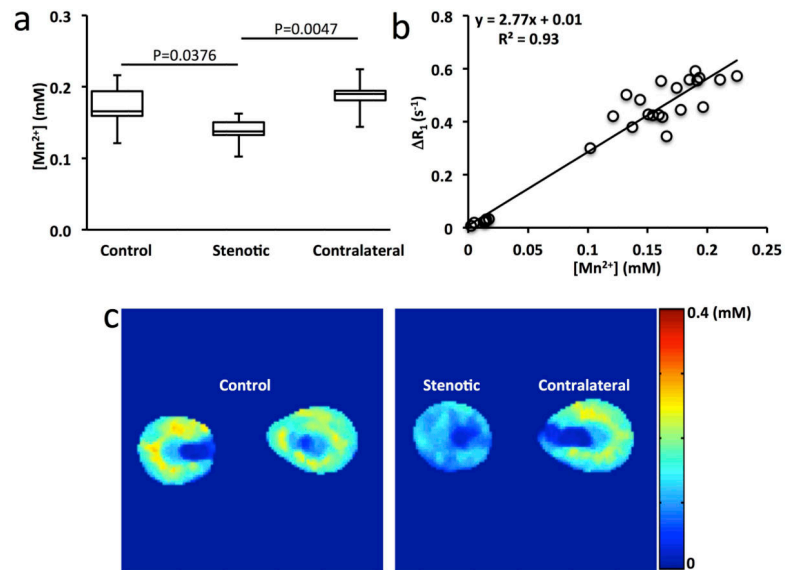 a
0.3
0.2
0.1
0.0
[Mn²⁺] (mM)
P=0.0376
P=0.0047
Control
Stenotic
Contralateral
b
y = 2.77x + 0.01
R² = 0.93
0.8
0.6
0.4
0.2
0
ΔR₁ (s⁻¹)
0
0.05
0.1
0.15
0.2
0.25
[Mn²⁺] (mM)
c
Control
Stenotic
Contralateral
0.4 (mM)
0